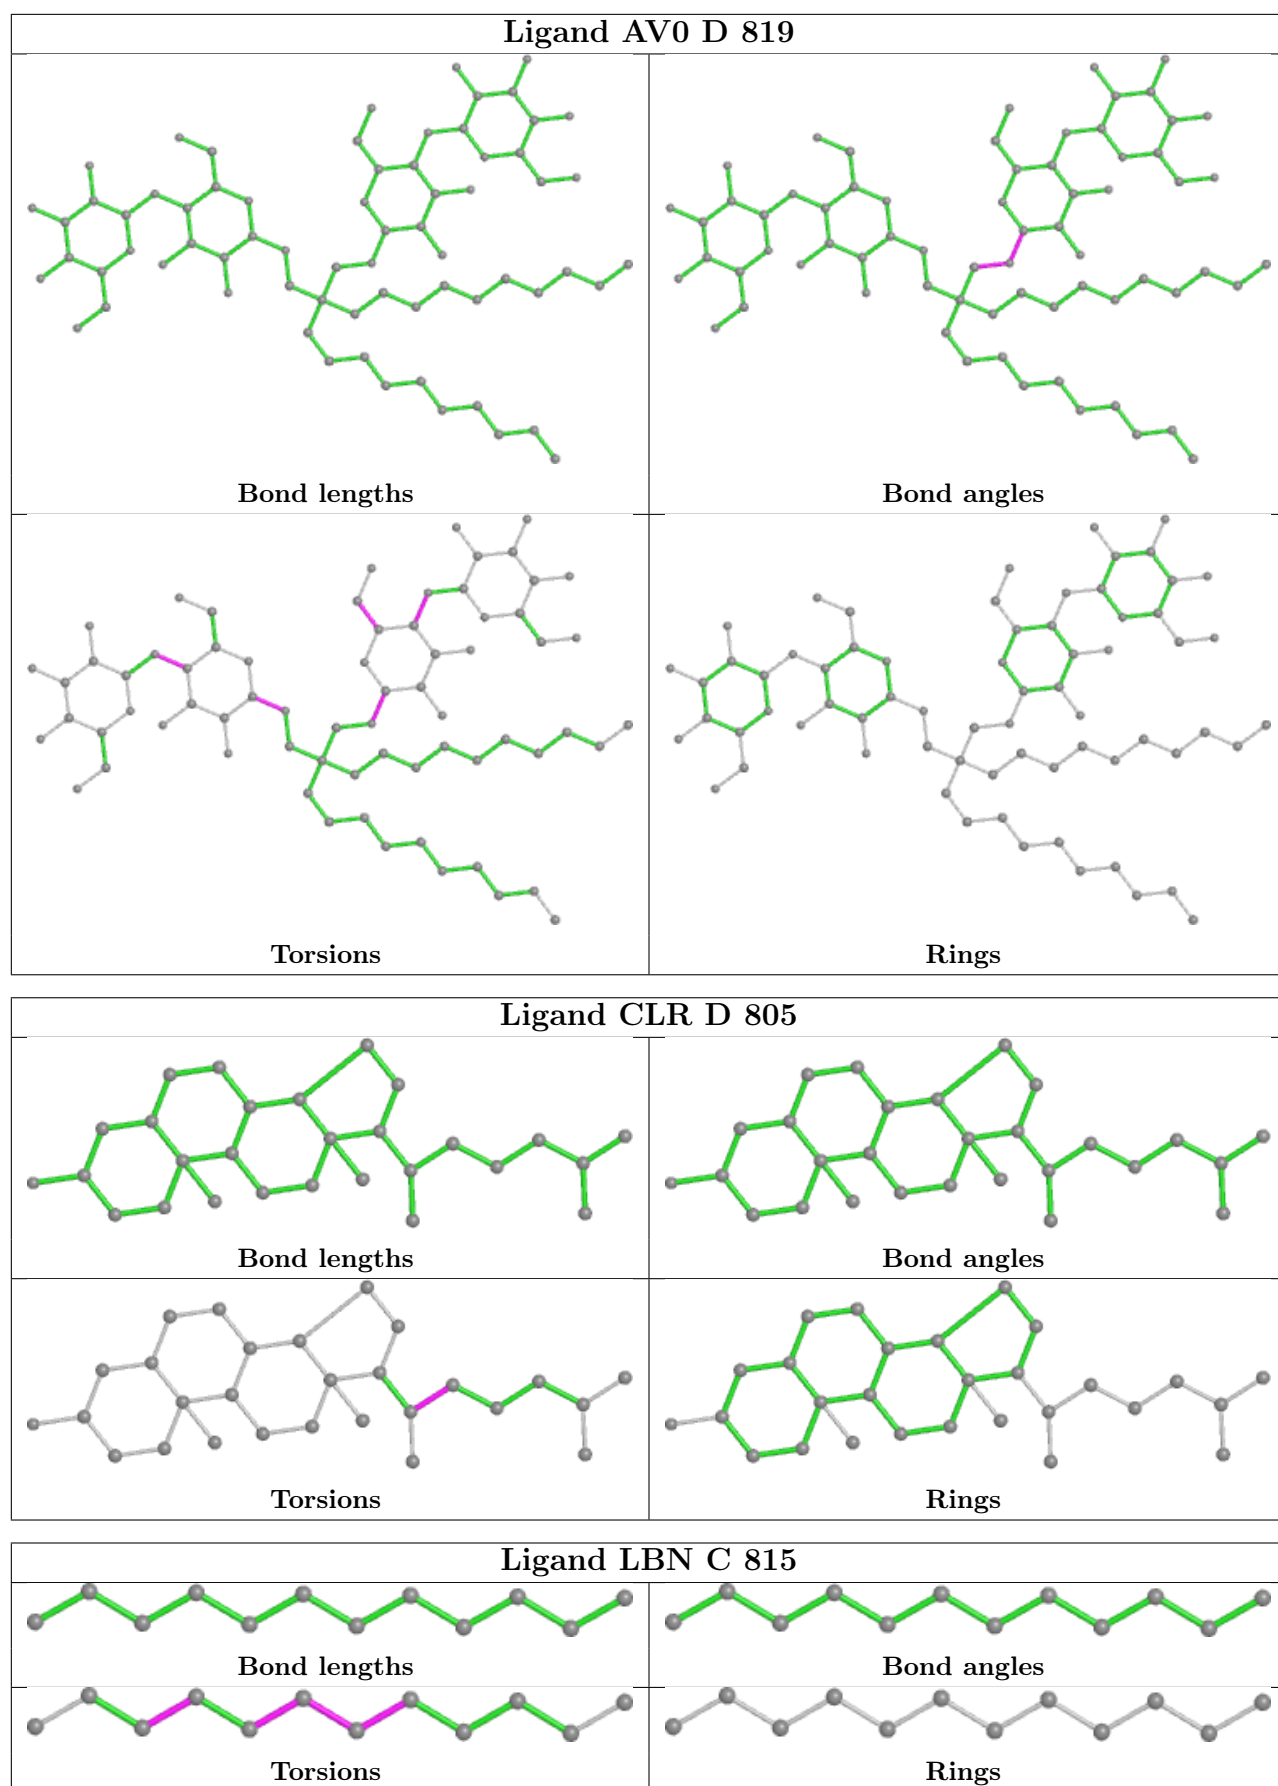 Ligand AV0 D 819
Bond lengths
Bond angles
Torsions
Rings
Ligand CLR D 805
Bond lengths
Bond angles
Torsions
Rings
Ligand LBN C 815
Bond lengths
Bond angles
Torsions
Rings